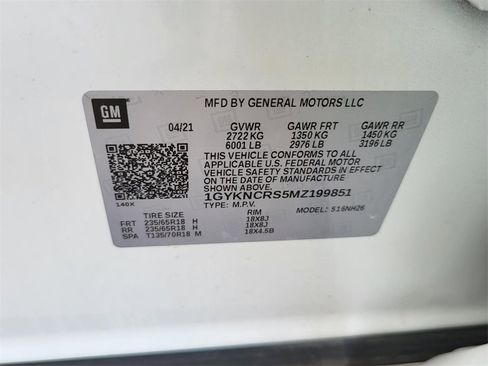 GM
MFD BY GENERAL MOTORS LLC
04/21 GVWR GAWR FRT GAWR RR
2722 KG 1350 KG 1450 KG
6001 LB 2976 LB 3196 LB
THIS VEHICLE CONFORMS TO ALL
APPLICABLE U.S. FEDERAL MOTOR
VEHICLE SAFETY STANDARDS IN EFFECT
ON THE DATE OF MANUFACTURE SHOWN ABOVE.
1GYKNCRS5MZ199851
140X TYPE: M.P.V. MODEL: 516NH26
TIRE SIZE RIM
FRT 235/65R18 H 18X8J
RR 235/65R18 H 18X8J
SPA T135/70R18 M 18X4.5B